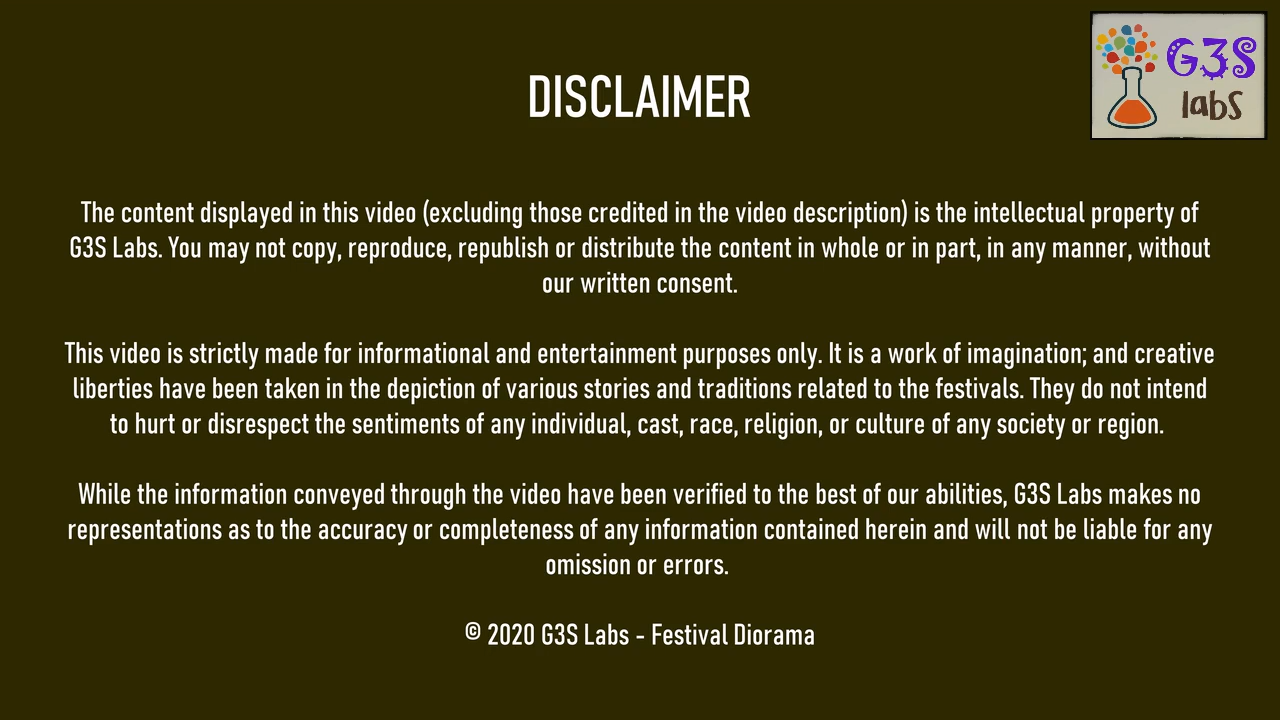 G3S
labs
DISCLAIMER
The content displayed in this video (excluding those credited in the video description) is the intellectual property of
G3S Labs. You may not copy, reproduce, republish or distribute the content in whole or in part, in any manner, without
our written consent.
This video is strictly made for informational and entertainment purposes only. It is a work of imagination; and creative
liberties have been taken in the depiction of various stories and traditions related to the festivals. They do not intend
to hurt or disrespect the sentiments of any individual, cast, race, religion, or culture of any society or region.
While the information conveyed through the video have been verified to the best of our abilities, G3S Labs makes no
representations as to the accuracy or completeness of any information contained herein and will not be liable for any
omission or errors.
© 2020 G3S Labs - Festival Diorama